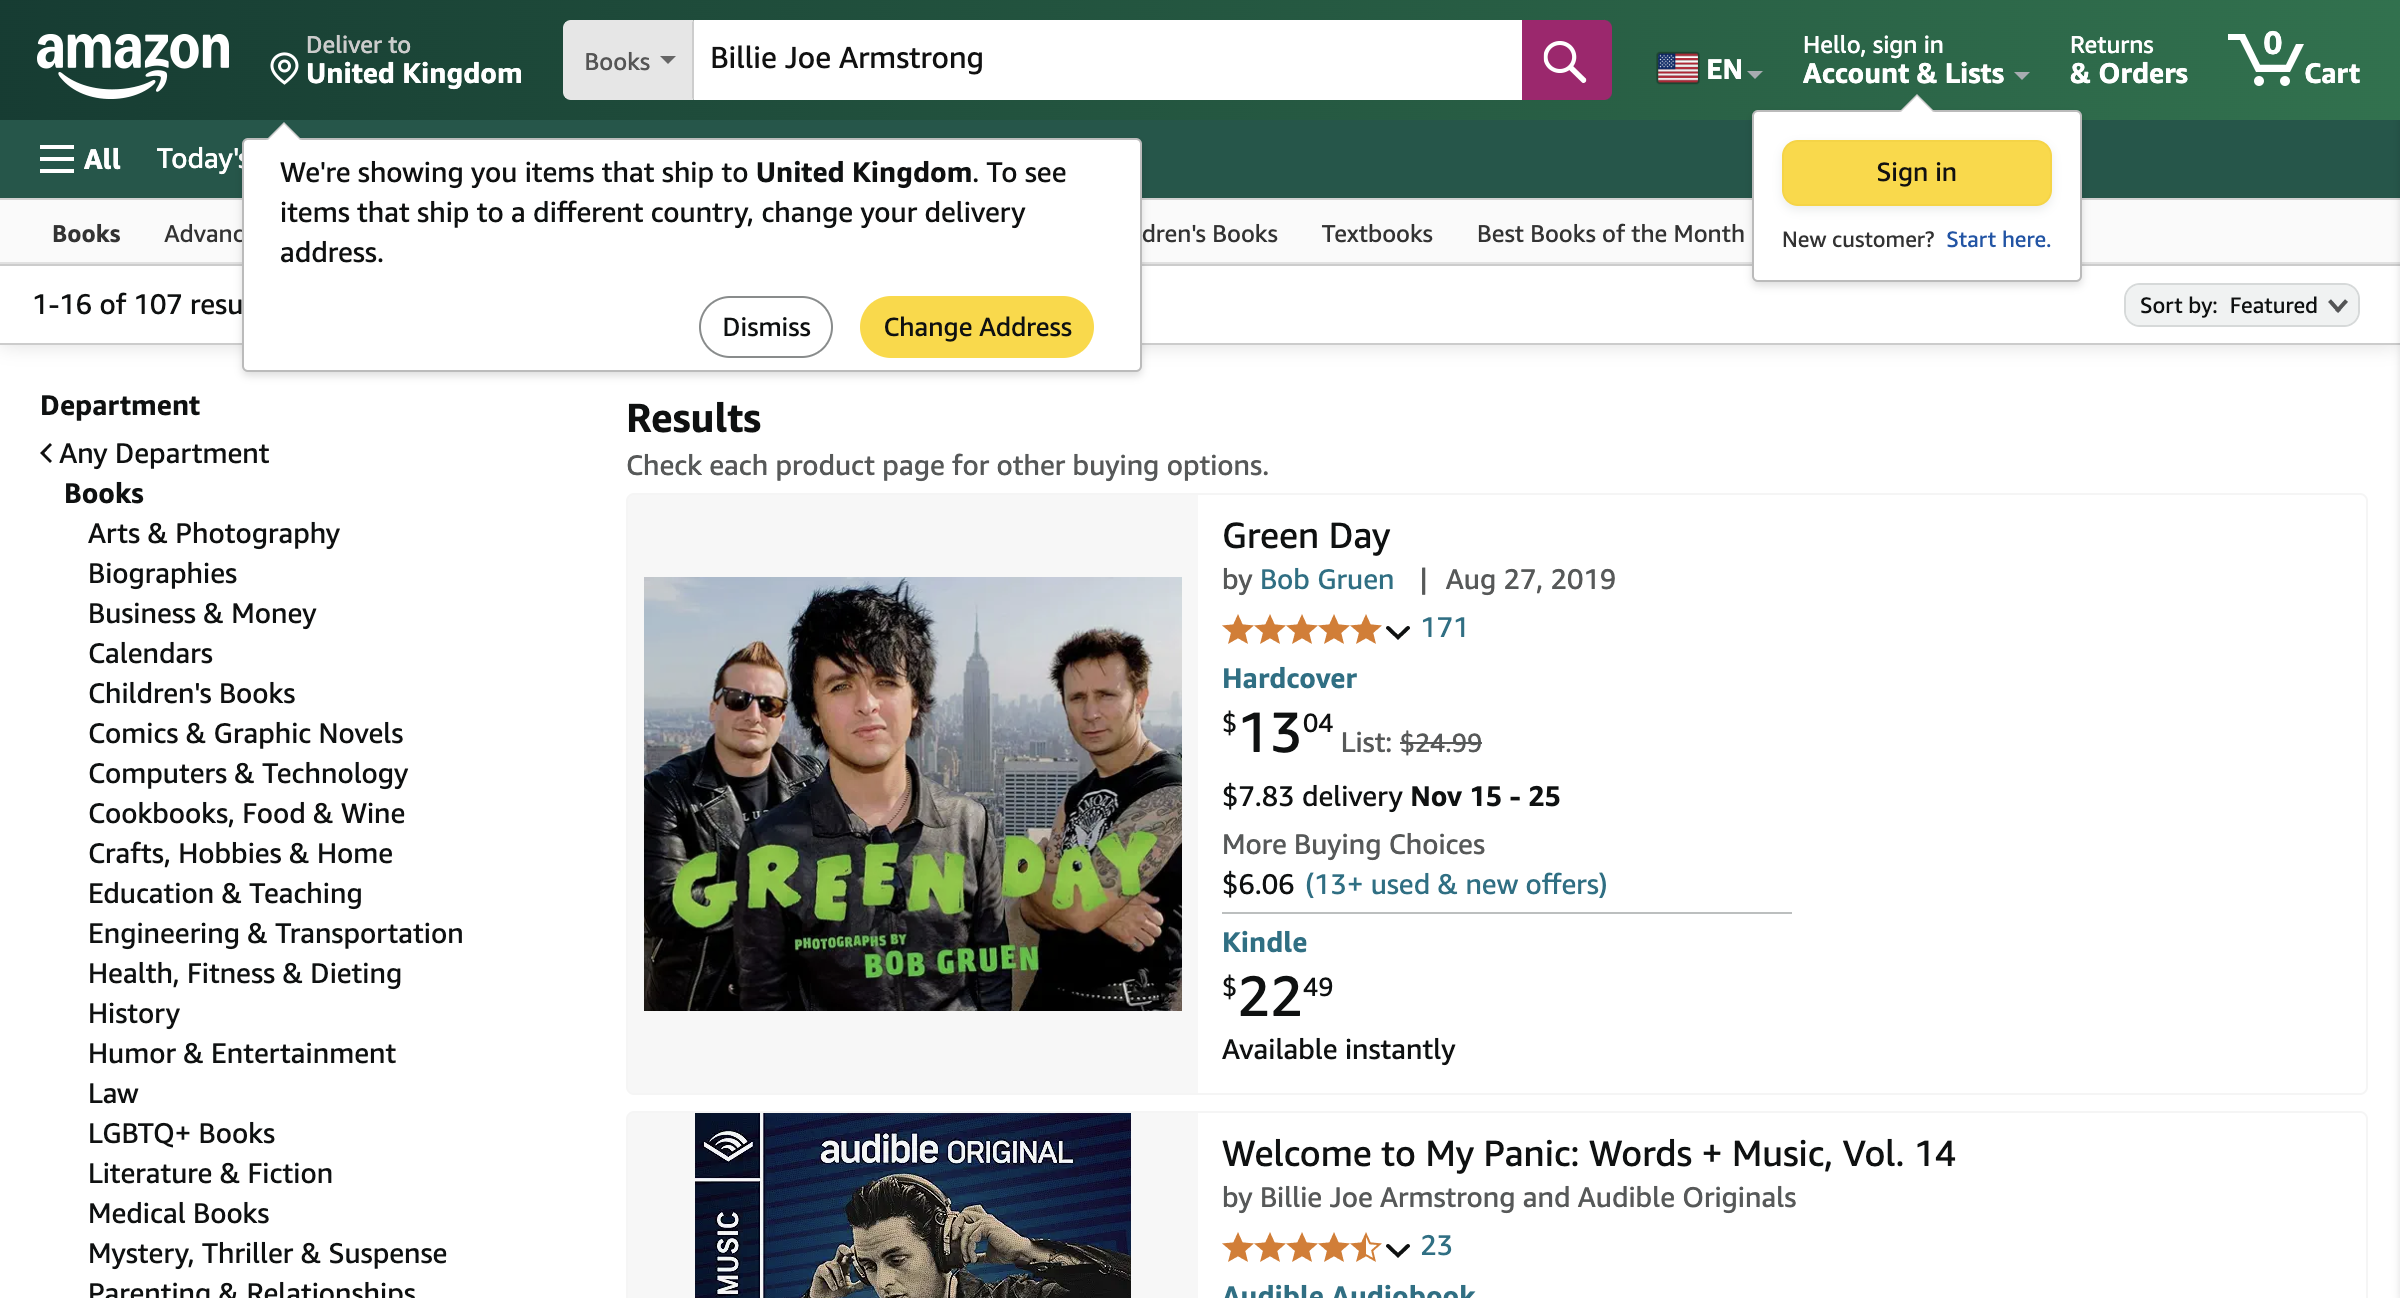 amazon
Deliver to
United Kingdom
Books
Billie Joe Armstrong
EN
Hello, sign in
Account & Lists
Returns
& Orders
0
Cart
All
Today's
We're showing you items that ship to United Kingdom. To see
items that ship to a different country, change your delivery
address.
Dismiss
Change Address
Sign in
New customer? Start here.
Books
Advanc
dren's Books
Textbooks
Best Books of the Month
1-16 of 107 resu
Sort by: Featured
Department
Any Department
Books
Arts & Photography
Biographies
Business & Money
Calendars
Children's Books
Comics & Graphic Novels
Computers & Technology
Cookbooks, Food & Wine
Crafts, Hobbies & Home
Education & Teaching
Engineering & Transportation
Health, Fitness & Dieting
History
Humor & Entertainment
Law
LGBTQ+ Books
Literature & Fiction
Medical Books
Mystery, Thriller & Suspense
Parenting & Relationships
Results
Check each product page for other buying options.
GREEN DAY
PHOTOGRAPHS BY
BOB GRUEN
Green Day
by Bob Gruen | Aug 27, 2019
171
Hardcover
$13 04 List: $24.99
$7.83 delivery Nov 15 - 25
More Buying Choices
$6.06 (13+ used & new offers)
Kindle
$22 49
Available instantly
audible ORIGINAL
MUSIC
Welcome to My Panic: Words + Music, Vol. 14
by Billie Joe Armstrong and Audible Originals
23
Audible Audiobook